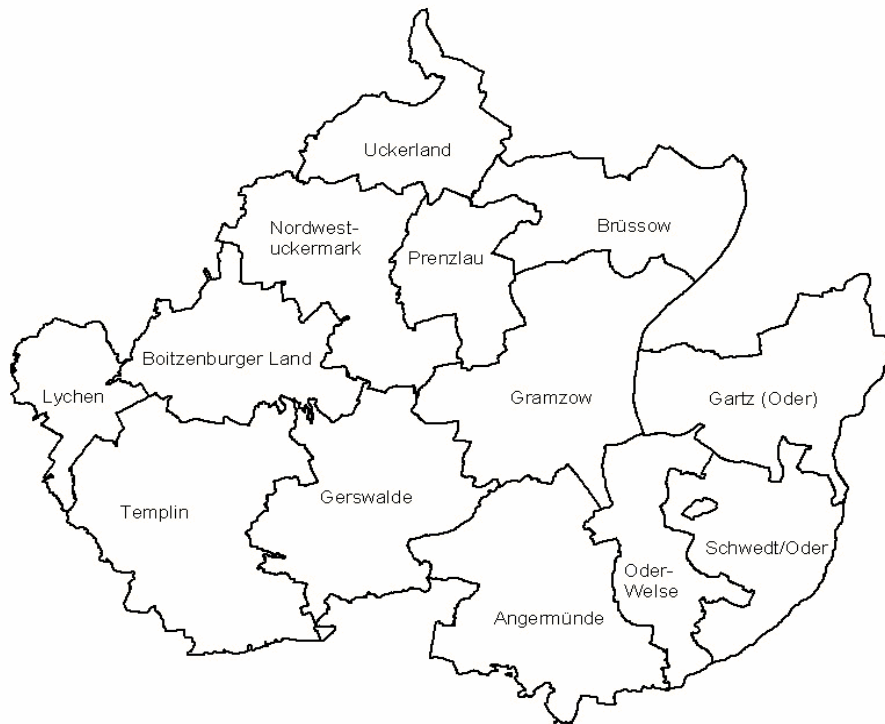 Uckerland
Nordwest-
uckermark
Brüssow
Prenzlau
Boitzenburger Land
Lychen
Gramzow
Gartz (Oder)
Templin
Gerswalde
Schwedt/Oder
Oder-
Welse
Angermünde